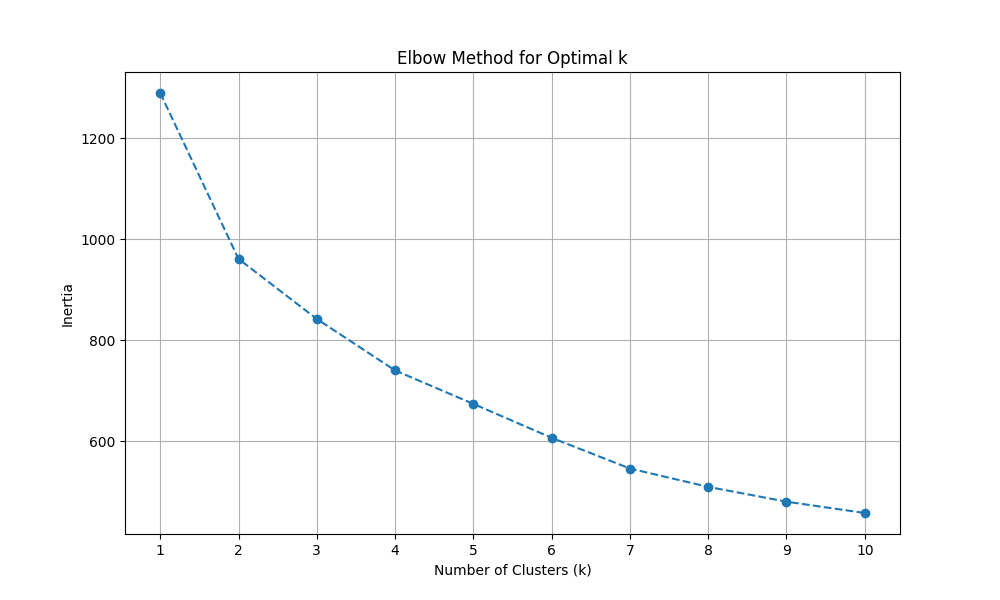 Elbow Method for Optimal k
Inertia
1200
1000
800
600
1 2 3 4 5 6 7 8 9 10
Number of Clusters (k)